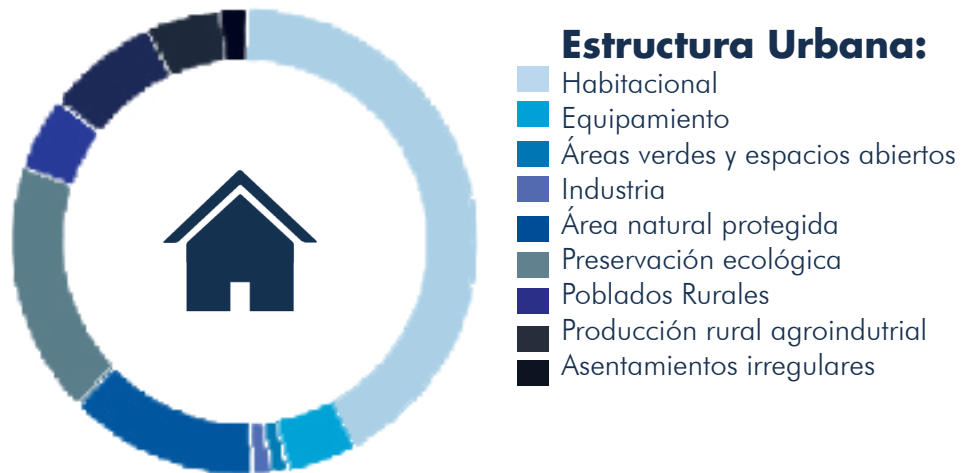 Estructura Urbana:
Habitacional
Equipamiento
Áreas verdes y espacios abiertos
Industria
Área natural protegida
Preservación ecológica
Poblados Rurales
Producción rural agroindutrial
Asentamientos irregulares